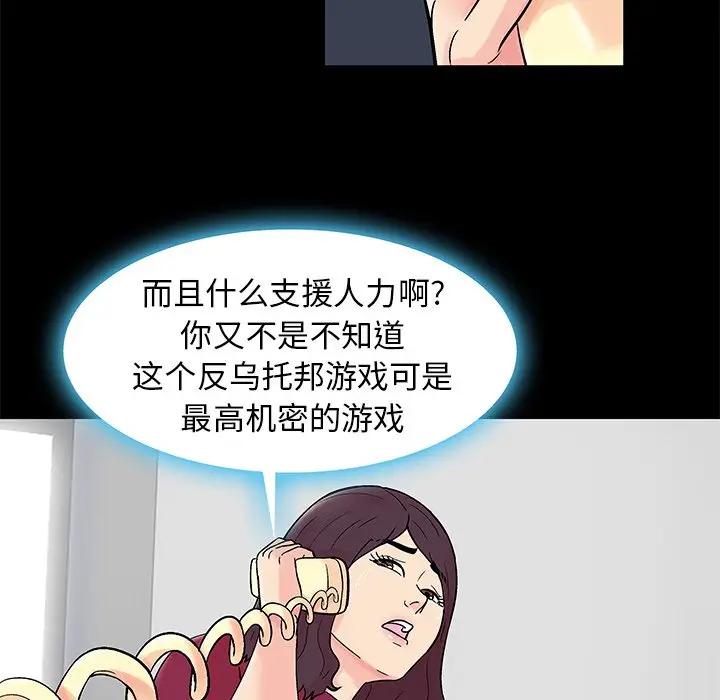 而且什么支援人力啊?
你又不是不知道
这个反乌托邦游戏可是
最高机密的游戏